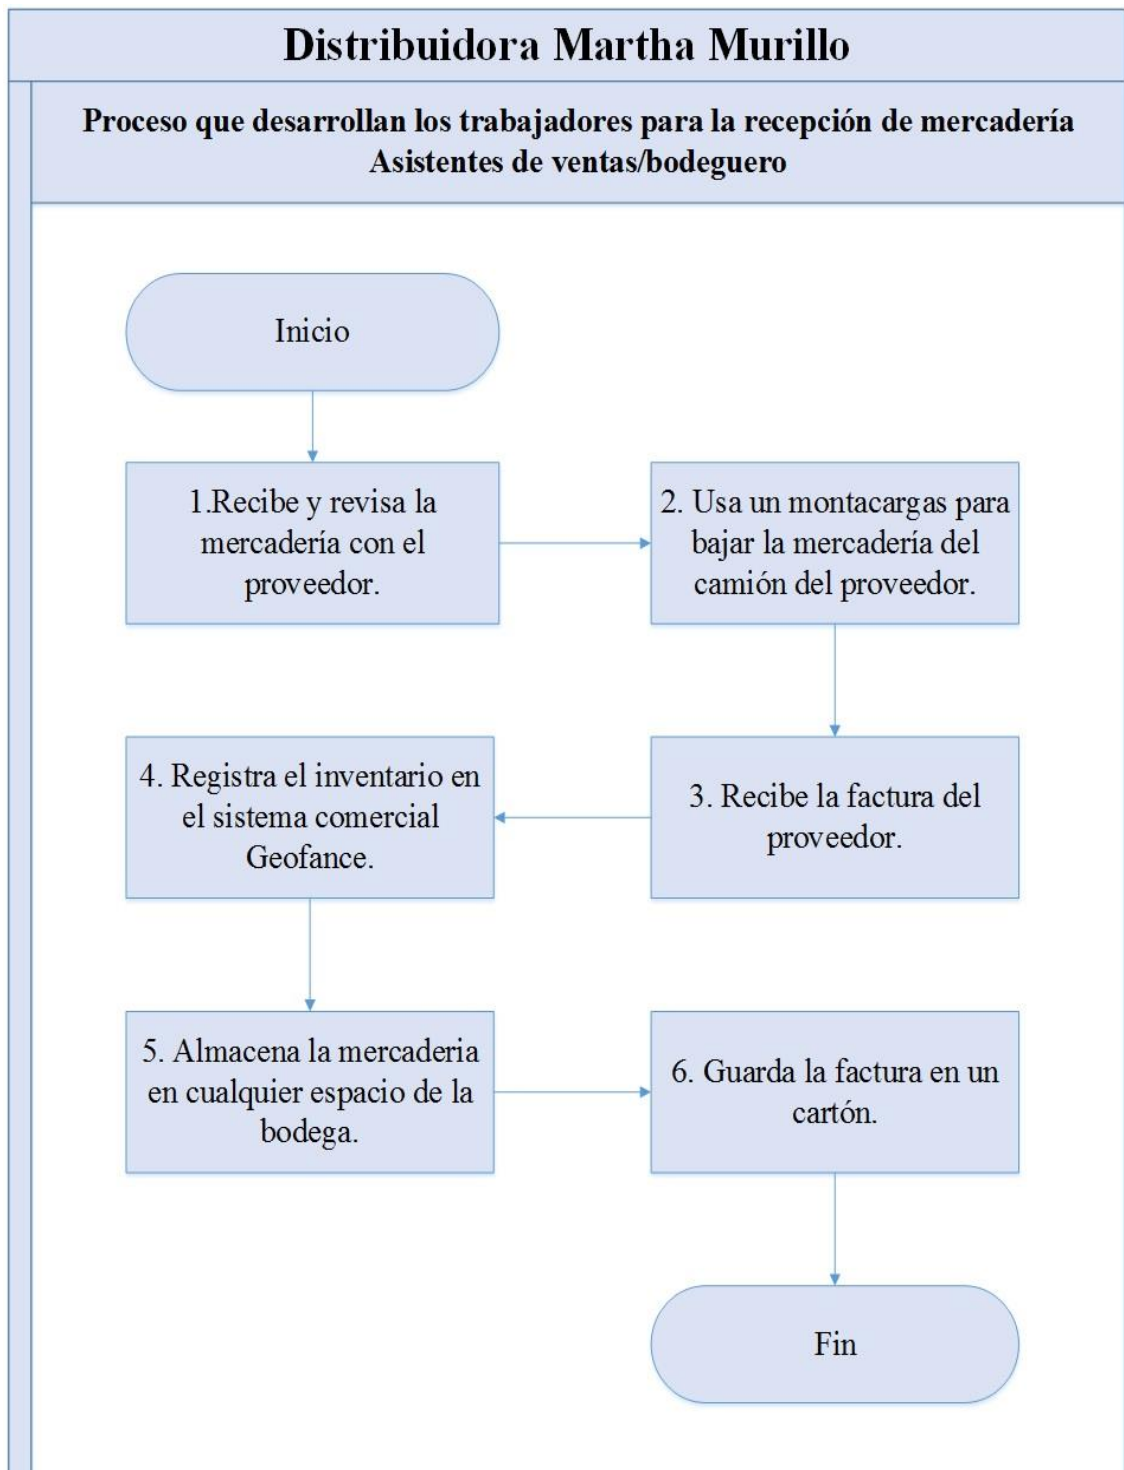 Distribuidora Martha Murillo
Proceso que desarrollan los trabajadores para la recepción de mercadería
Asistentes de ventas/bodeguero
Inicio
1.Recibe y revisa la
mercadería con el
proveedor.
2. Usa un montacargas para
bajar la mercadería del
camión del proveedor.
3. Recibe la factura del
proveedor.
4. Registra el inventario en
el sistema comercial
Geofance.
5. Almacena la mercaderia
en cualquier espacio de la
bodega.
6. Guarda la factura en un
cartón.
Fin